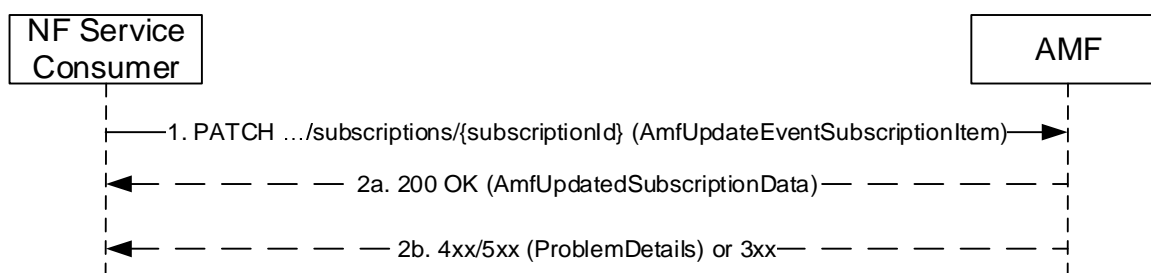 NF Service
Consumer
AMF
1. PATCH …/subscriptions/{subscriptionId} (AmfUpdateEventSubscriptionItem)
2a. 200 OK (AmfUpdatedSubscriptionData)
2b. 4xx/5xx (ProblemDetails) or 3xx